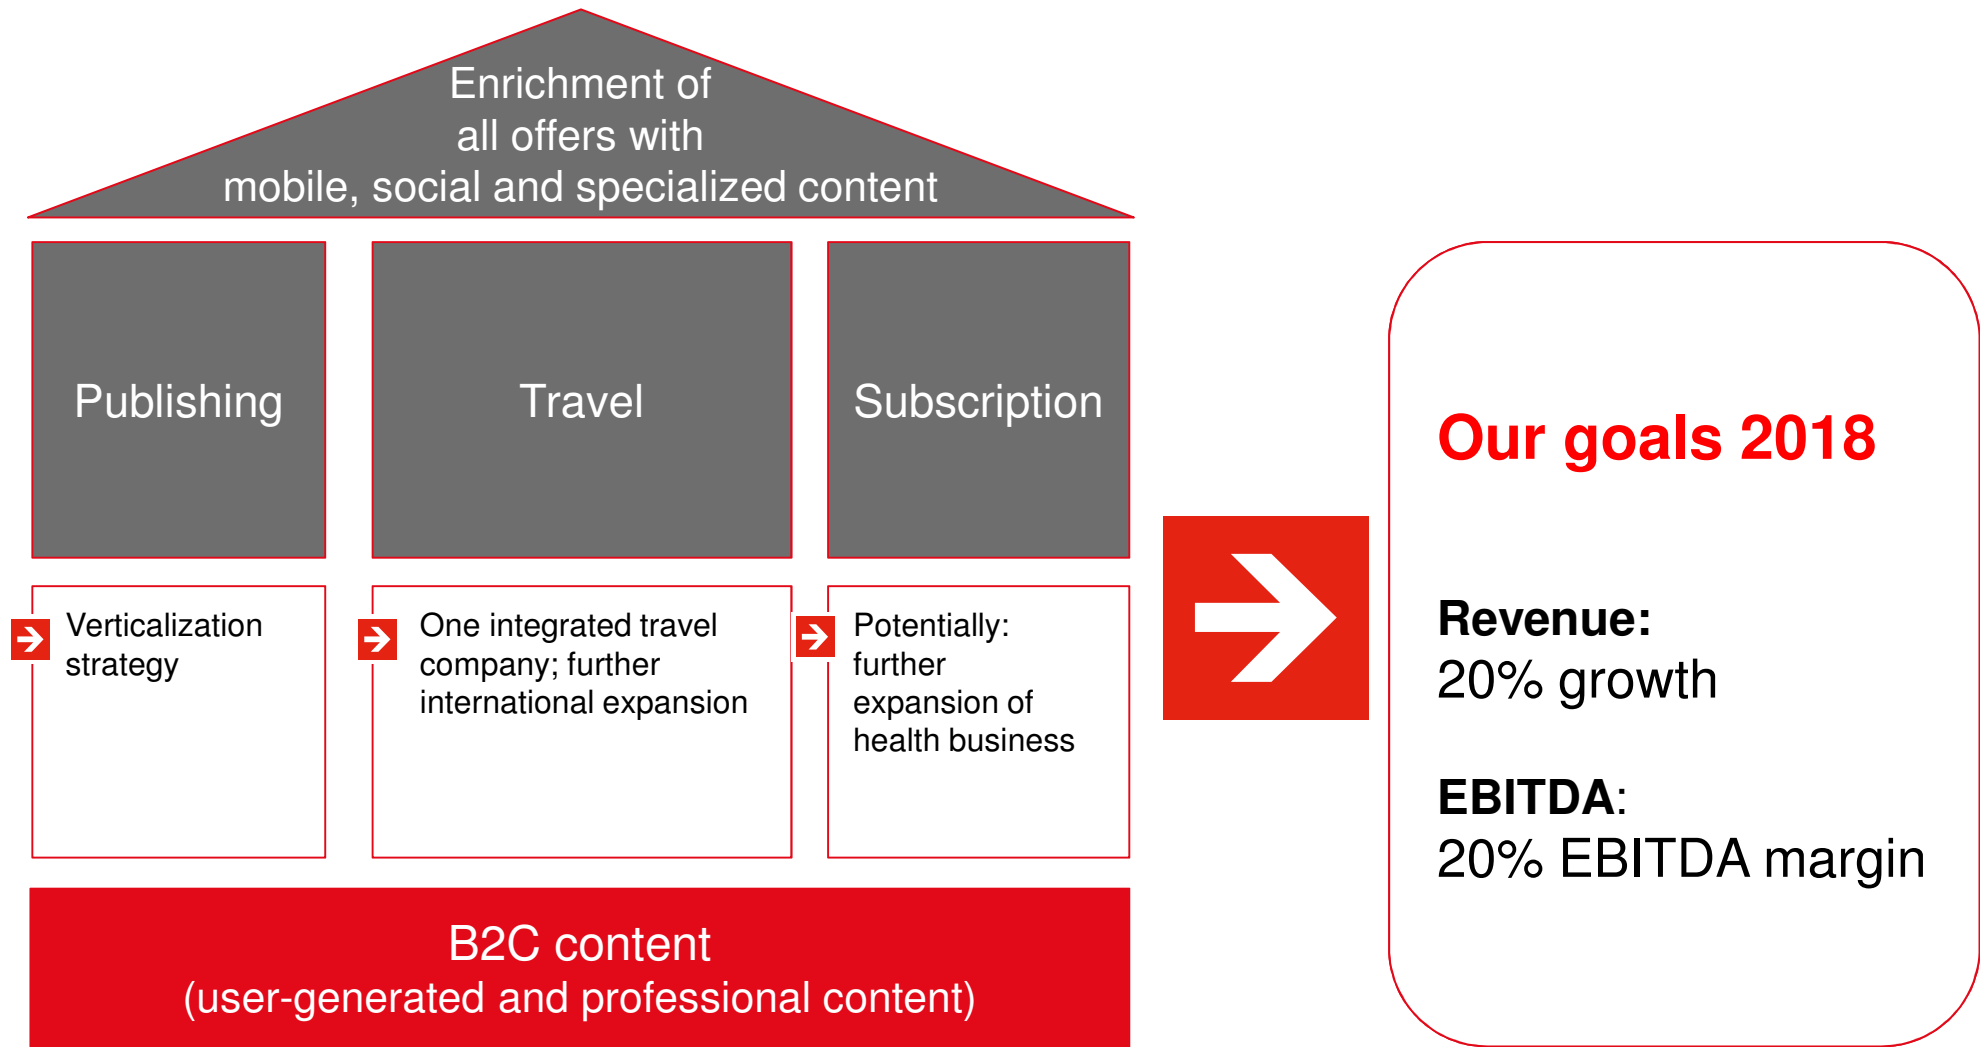 Enrichment of
all offers with
mobile, social and specialized content
Publishing
Travel
Subscription
Verticalization
strategy
One integrated travel
company; further
international expansion
Potentially:
further
expansion of
health business
B2C content
(user-generated and professional content)
Our goals 2018
Revenue:
20% growth
EBITDA:
20% EBITDA margin